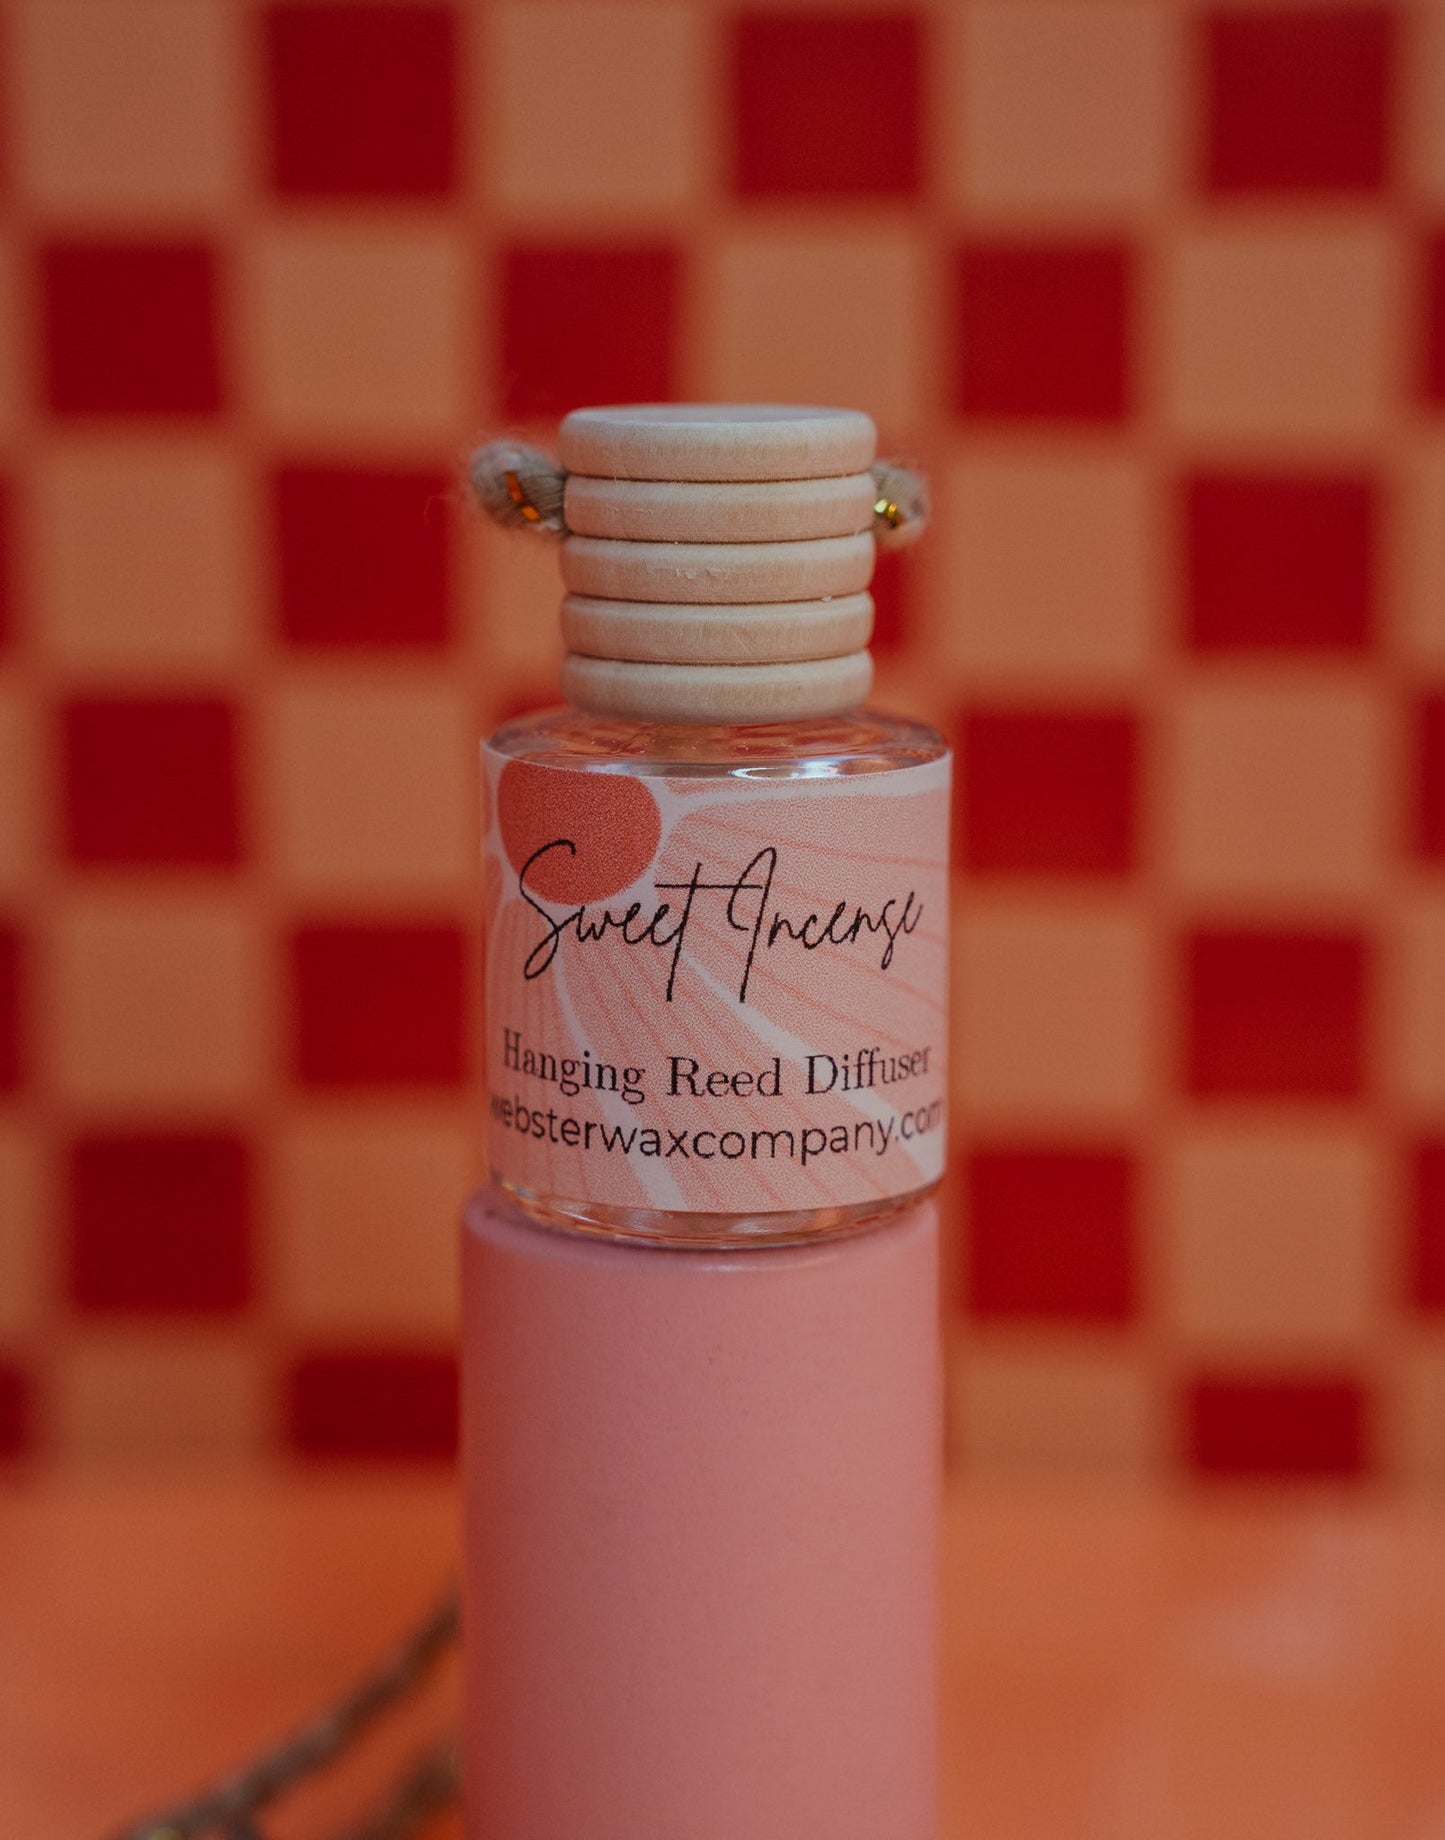 Sweet Incense
Hanging Reed Diffuser
websterwaxcompany.com